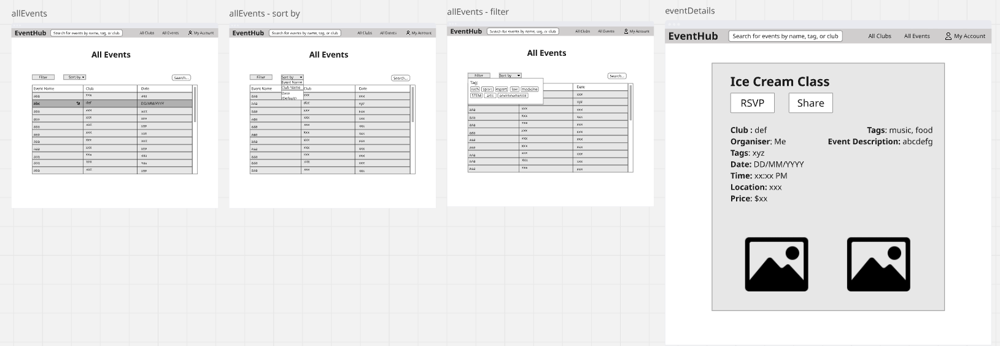 allEvents
EventHub
Search for events by name, tag, or club
All Clubs
All Events
My Account
All Events
Filter
Sort by
Search...
Event Name Club Date
aaa xxx xxx
abc def DD/MM/YYYY
aaa xxx xxx
aaa xxx xxx
aaa xxx xxx
aaa xxx xxx
aaa xxx xxx
aaa xxx xxx
aaa xxx xxx
aaa xxx xxx
aaa xxx xxx
allEvents - sort by
EventHub
Search for events by name, tag, or club
All Clubs
All Events
My Account
All Events
Filter
Sort by
Event Name
Club Name
Date
(Default)
Search...
Event Name Club Date
aaa xxx xxx
aaa abc xyz
aaa xxx xxx
aaa xxx xxx
aaa xxx xxx
aaa xxx xxx
aaa xxx xxx
aaa xxx xxx
aaa xxx xxx
aaa xxx xxx
aaa xxx xxx
allEvents - filter
EventHub
Search for events by name, tag, or club
All Clubs
All Events
My Account
All Events
Filter
Sort by
Search...
Tag:
tech sport esport law medicine
STEM arts environmental
Date
xxx
xyz
aaa xxx xxx
aaa xxx xxx
aaa xxx xxx
aaa xxx xxx
aaa xxx xxx
aaa xxx xxx
aaa xxx xxx
aaa xxx xxx
aaa xxx xxx
eventDetails
EventHub
Search for events by name, tag, or club
All Clubs
All Events
My Account
Ice Cream Class
RSVP
Share
Club : def
Organiser: Me
Tags: xyz
Date: DD/MM/YYYY
Time: xx:xx PM
Location: xxx
Price: $xx
Tags: music, food
Event Description: abcdefg